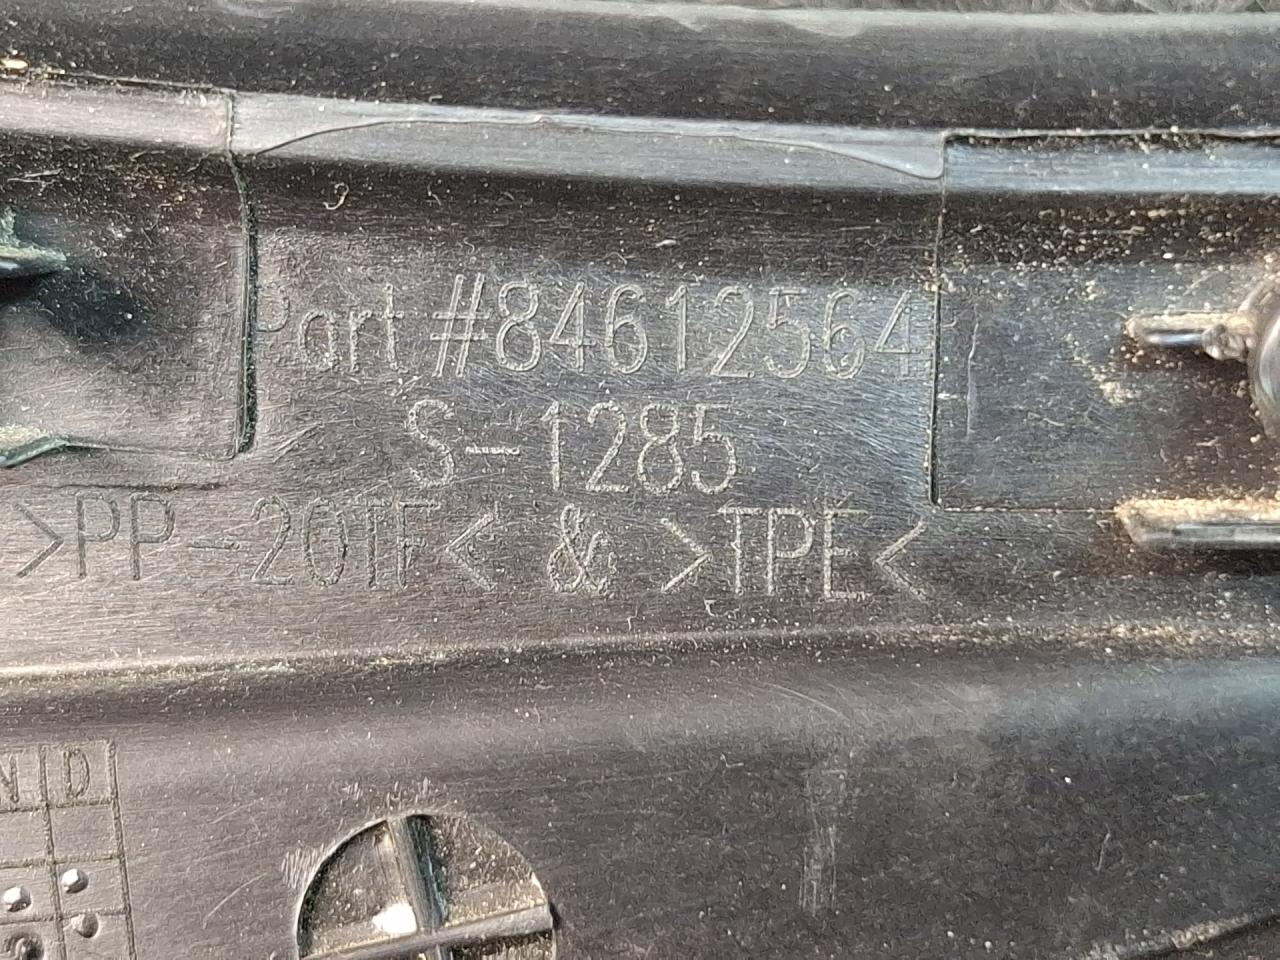 Part #84612564
S-1285
>PP-20TF< & >TPE<
N D